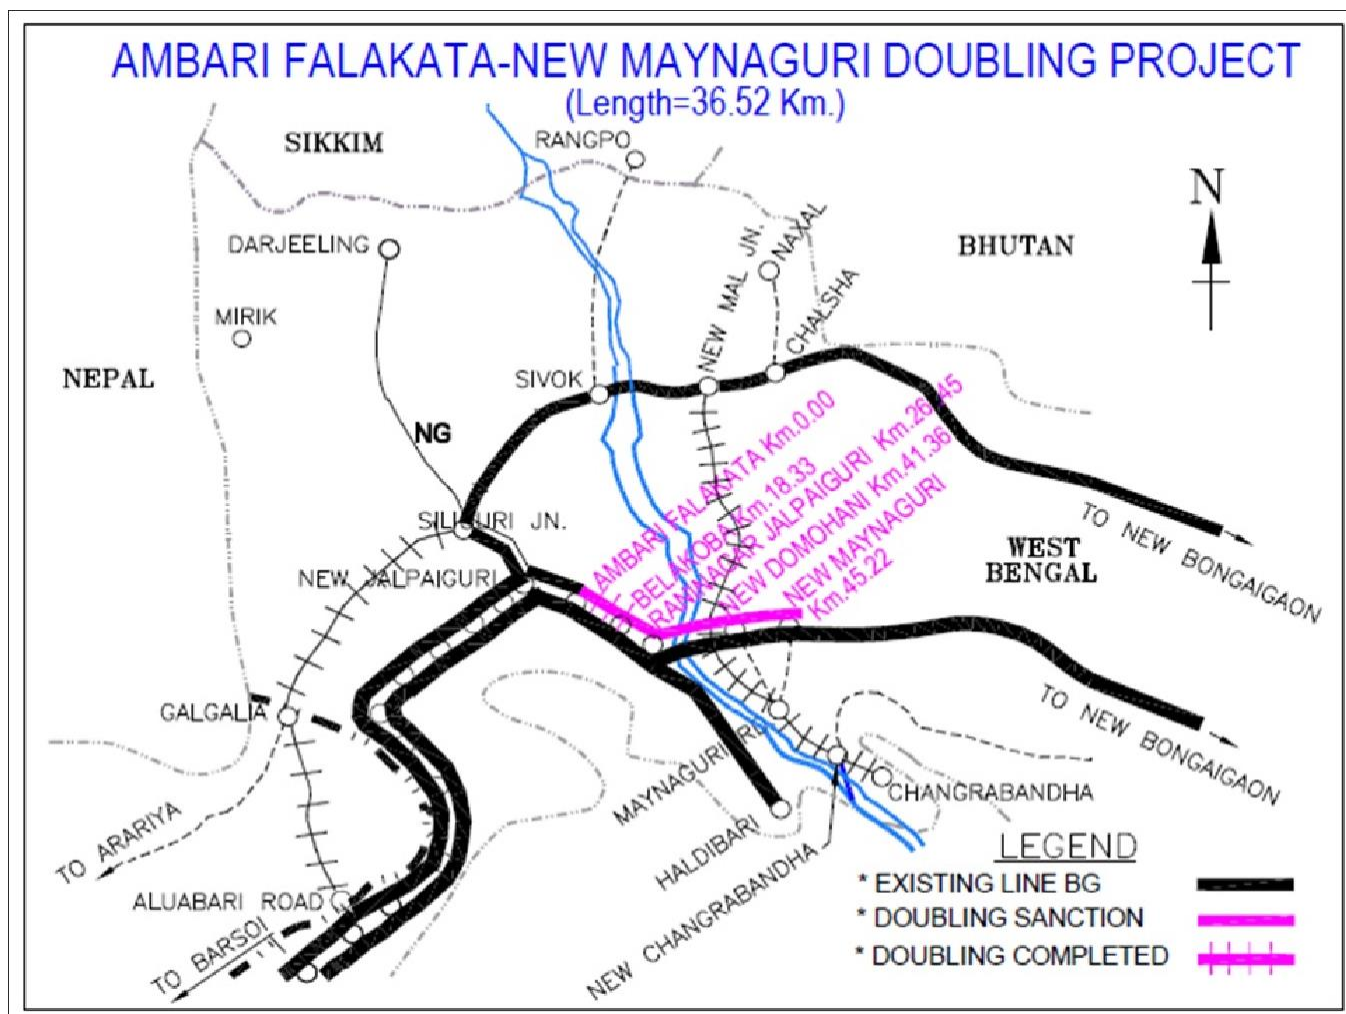 AMBARI FALAKATA-NEW MAYNAGURI DOUBLING PROJECT
(Length=36.52 Km.)
SIKKIM
RANGPO
N
DARJEELING
NAXAL
BHUTAN
NEW MAL JN.
CHALSHA
MIRIK
NEPAL
SIVOK
NG
AMBARI FALAKATA Km.0.00
BELAKOBA Km.18.33
RANINAGAR JALPAIGURI Km.26.45
NEW DOMOHANI Km.41.36
NEW MAYNAGURI
Km.45.22
SILIGURI JN.
TO NEW BONGAIGAON
WEST
BENGAL
NEW JALPAIGURI
GALGALIA
TO NEW BONGAIGAON
MAYNAGURI RD
CHANGRABANDHA
TO ARARIYA
HALDIBARI
NEW CHANGRABANDHA
ALUABARI ROAD
TO BARSOI
LEGEND
* EXISTING LINE BG
* DOUBLING SANCTION
* DOUBLING COMPLETED